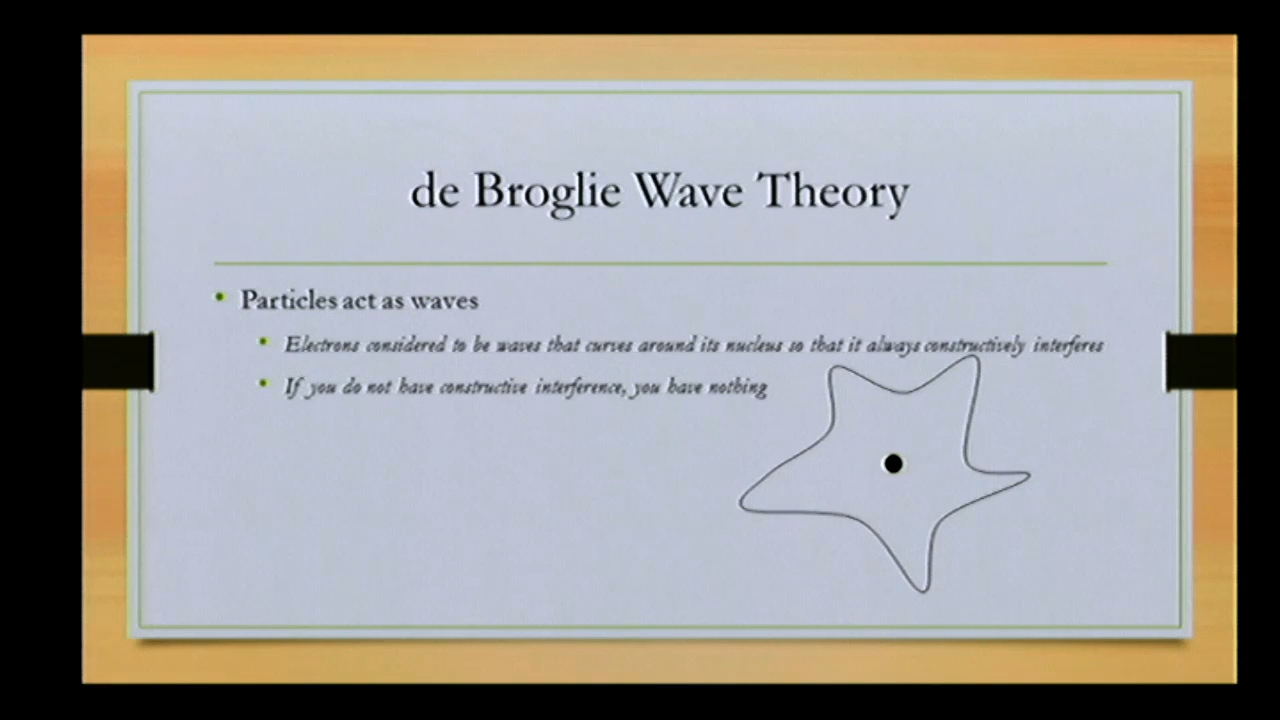 de Broglie Wave Theory
Particles act as waves
Electrons considered to be waves that curves around its nucleus so that it always constructively interferes
If you do not have constructive interference, you have nothing